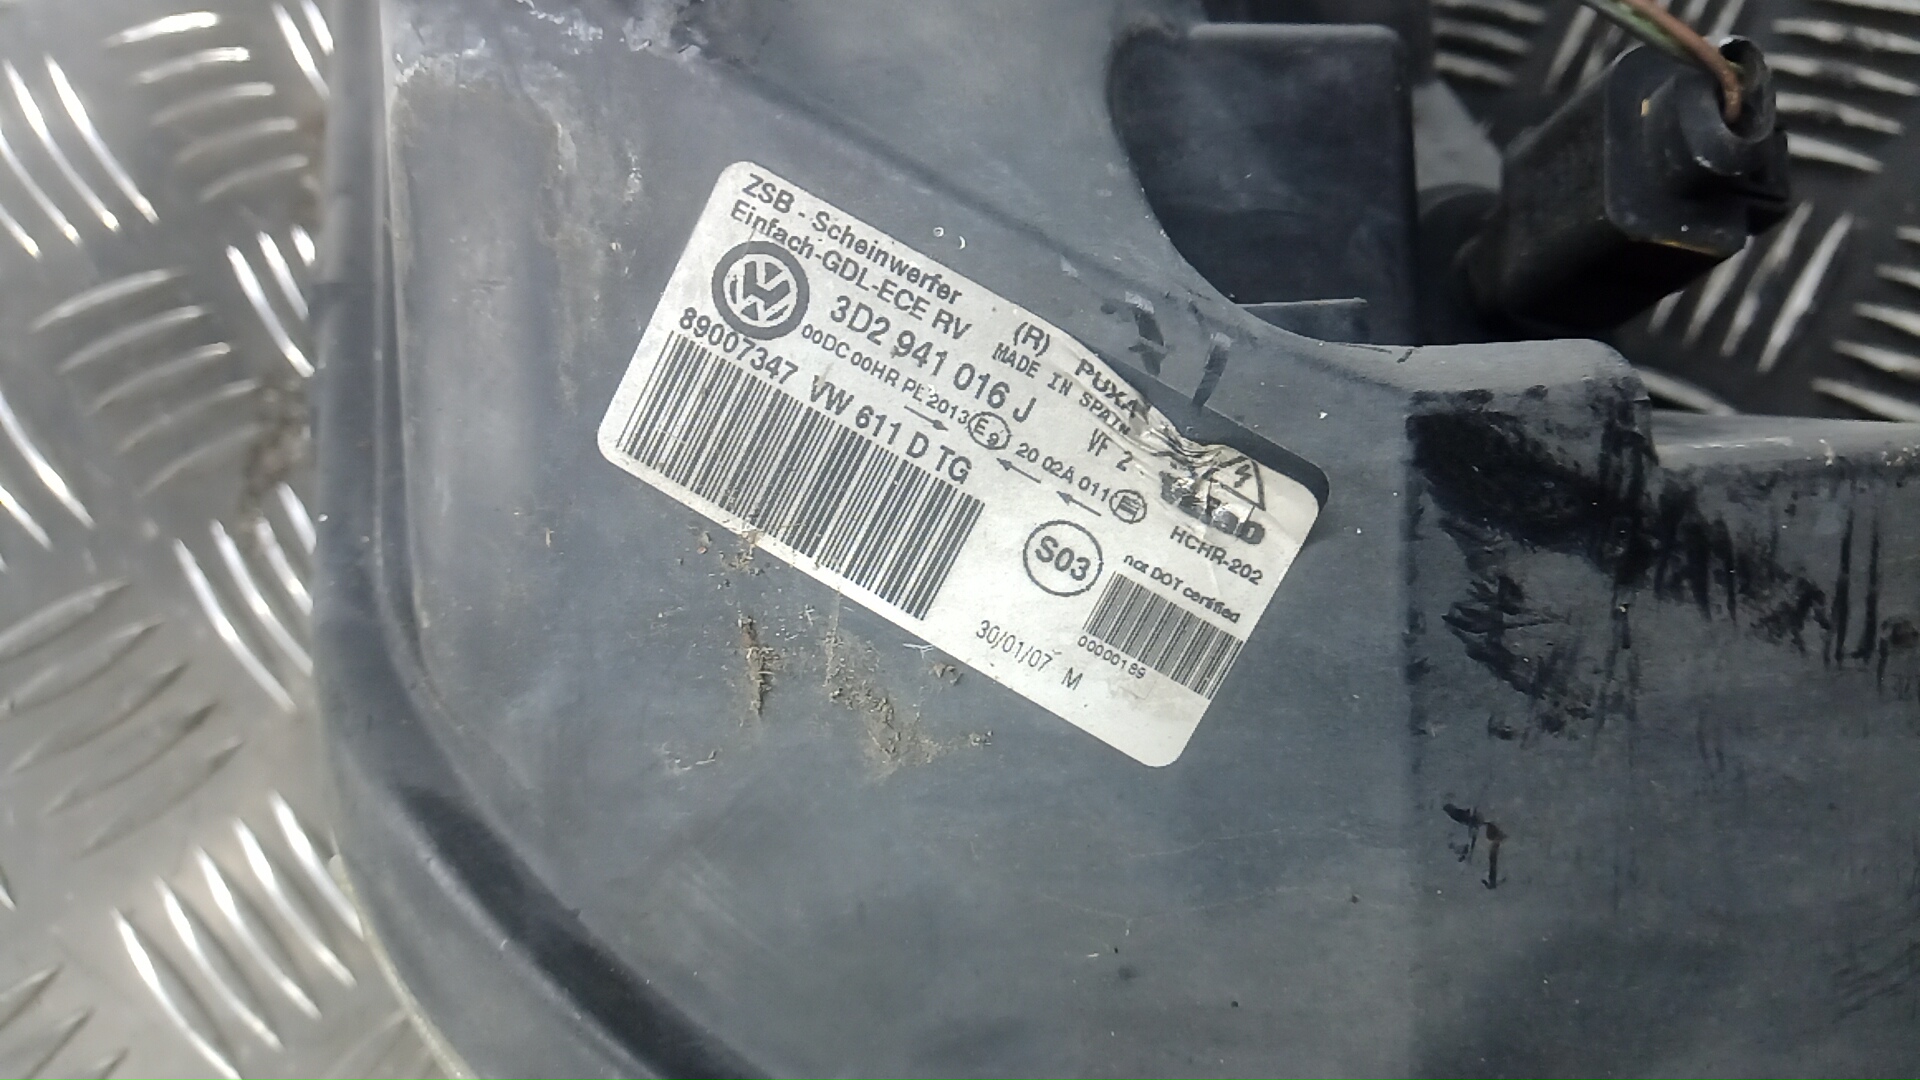 ZSB - Scheinwerfer (R) PUXA
Einfach-GDL-ECE RV MADE IN SPAIN
3D2 941 016 J VF 2 4
00DC 00HR PL 2013 E9 20 02A 011
89007347 VW 611 D TG
HCHR-202
S03 not DOT certified
00000189
30/01/07 M